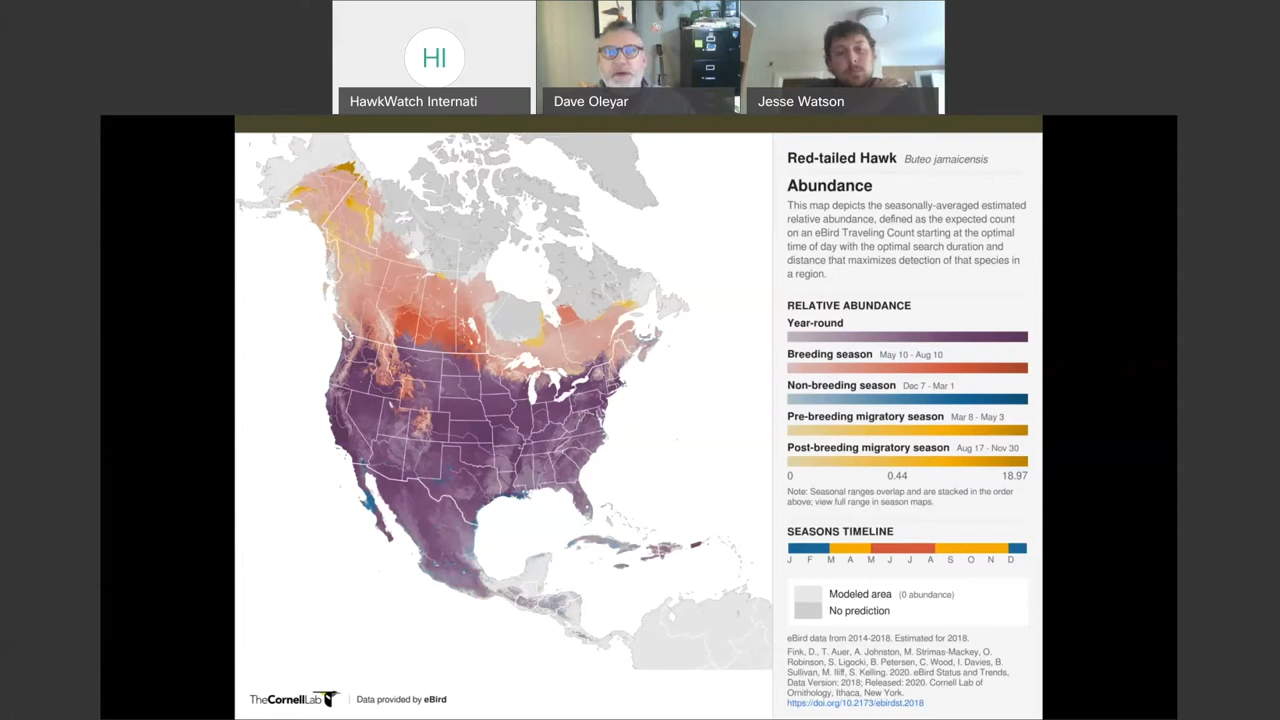 HI
HawkWatch Internati
Dave Oleyar
Jesse Watson
Red-tailed Hawk Buteo jamaicensis
Abundance
This map depicts the seasonally-averaged estimated
relative abundance, defined as the expected count
on an eBird Traveling Count starting at the optimal
time of day with the optimal search duration and
distance that maximizes detection of that species in
a region.
RELATIVE ABUNDANCE
Year-round
Breeding season May 10 - Aug 10
Non-breeding season Dec 7 - Mar 1
Pre-breeding migratory season Mar 8 - May 3
Post-breeding migratory season Aug 17 - Nov 30
0 0.44 18.97
Note: Seasonal ranges overlap and are stacked in the order
above; view full range in season maps.
SEASONS TIMELINE
J F M A M J J A S O N D
Modeled area (0 abundance)
No prediction
eBird data from 2014-2018. Estimated for 2018.
Fink, D., T. Auer, A. Johnston, M. Strimas-Mackey, O.
Robinson, S. Ligocki, B. Petersen, C. Wood, I. Davies, B.
Sullivan, M. Iliff, S. Kelling. 2020. eBird Status and Trends,
Data Version: 2018; Released: 2020. Cornell Lab of
Ornithology, Ithaca, New York.
https://doi.org/10.2173/ebirdst.2018
TheCornellLab Data provided by eBird